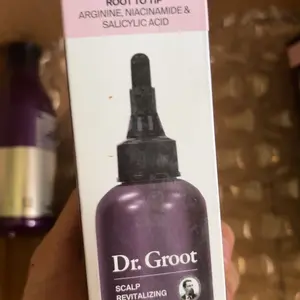 ROOT TO TIP
ARGININE, NIACINAMIDE &
SALICYLIC ACID
Dr. Groot
SCALP
REVITALIZING